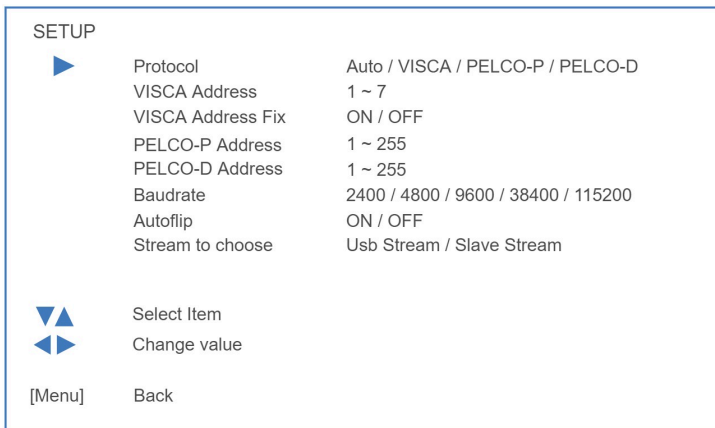 SETUP
Protocol Auto / VISCA / PELCO-P / PELCO-D
VISCA Address 1 ~ 7
VISCA Address Fix ON / OFF
PELCO-P Address 1 ~ 255
PELCO-D Address 1 ~ 255
Baudrate 2400 / 4800 / 9600 / 38400 / 115200
Autoflip ON / OFF
Stream to choose Usb Stream / Slave Stream
Select Item
Change value
[Menu] Back